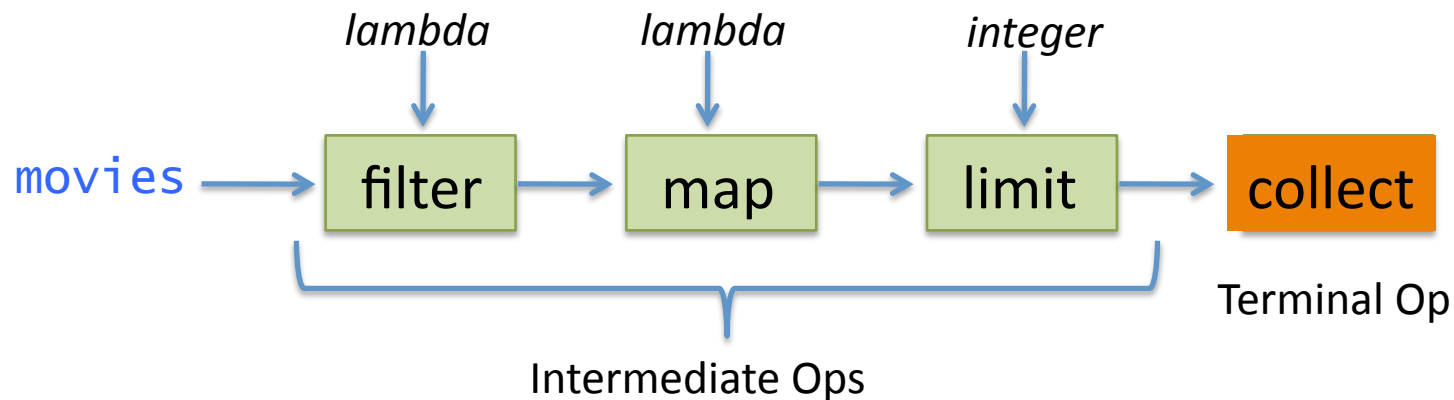 lambda lambda integer
movies filter map limit collect
Terminal Op
Intermediate Ops